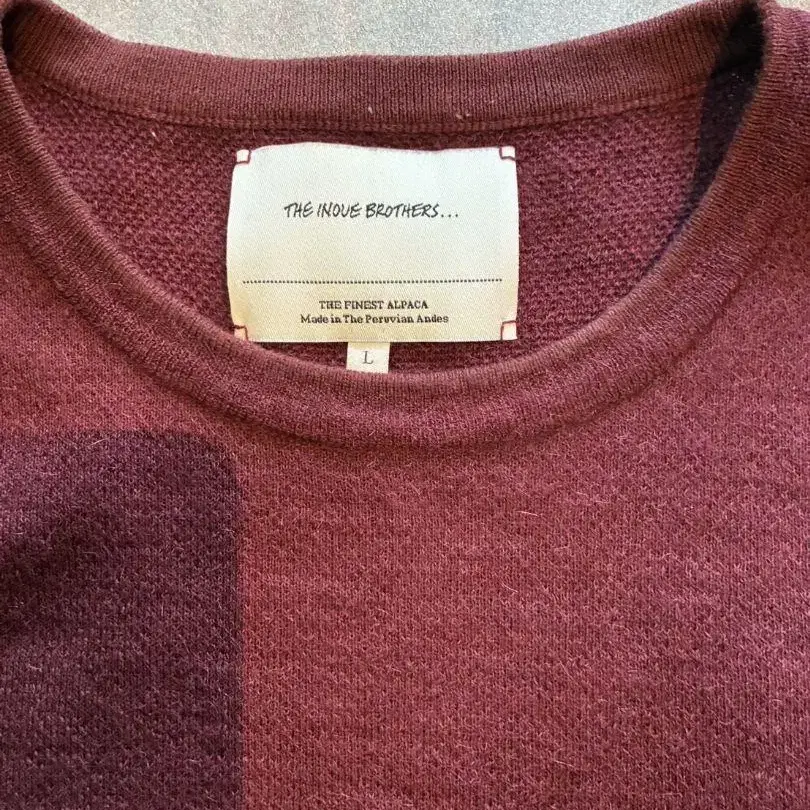 THE INOUE BROTHERS...
THE FINEST ALPACA
Made in The Peruvian Andes
L